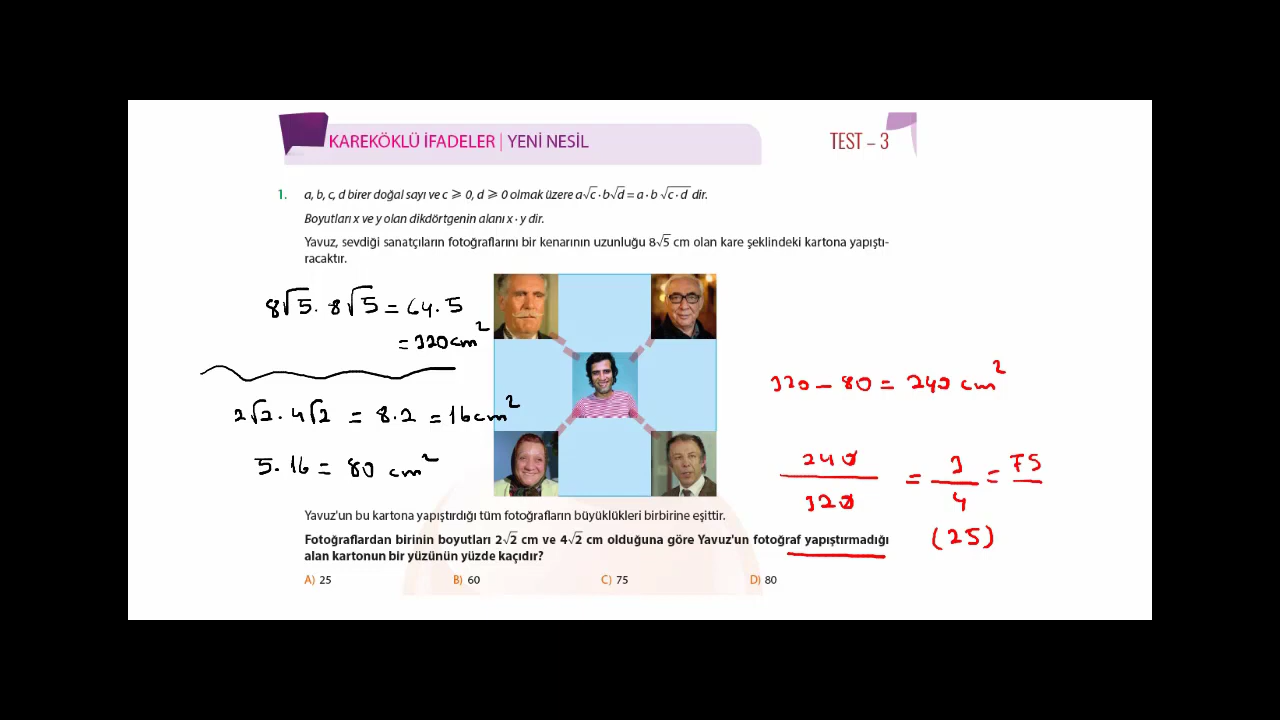 KAREKÖKLÜ İFADELER | YENİ NESİL
TEST – 3
1. a, b, c, d birer doğal sayı ve c ⩾ 0, d ⩾ 0 olmak üzere a√c · b√d = a · b √c · d dir.
Boyutları x ve y olan dikdörtgenin alanı x · y dir.
Yavuz, sevdiği sanatçıların fotoğraflarını bir kenarının uzunluğu 8√5 cm olan kare şeklindeki kartona yapıştı-
racaktır.
8√5 · 8√5 = 64 · 5
= 320 cm²
2√2 · 4√2 = 8 · 2 = 16 cm²
5 · 16 = 80 cm²
320 – 80 = 240 cm²
240/320 = 3/4 = 75/
(25)
Yavuz'un bu kartona yapıştırdığı tüm fotoğrafların büyüklükleri birbirine eşittir.
Fotoğraflardan birinin boyutları 2√2 cm ve 4√2 cm olduğuna göre Yavuz'un fotoğraf yapıştırmadığı
alan kartonun bir yüzünün yüzde kaçıdır?
A) 25 B) 60 C) 75 D) 80